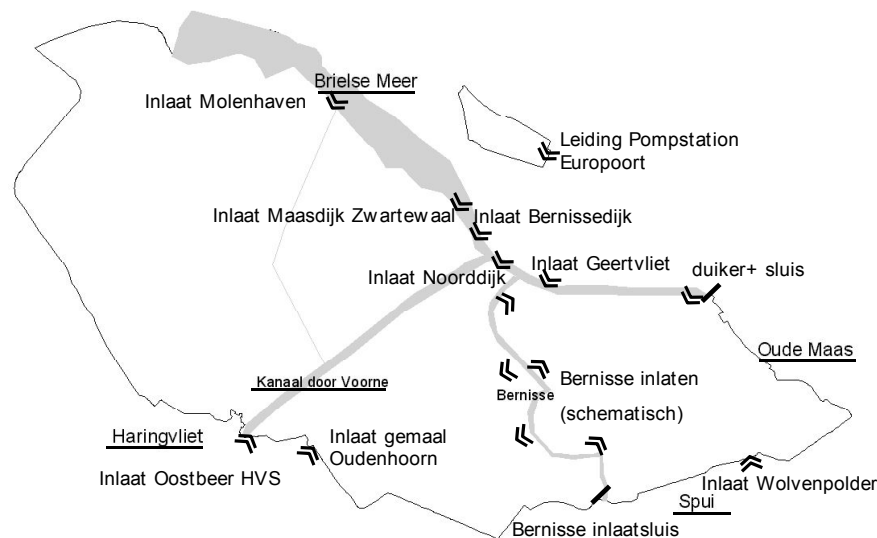 Brielse Meer
Inlaat Molenhaven
Leiding Pompstation
Europoort
Inlaat Maasdijk Zwartewaal
Inlaat Bernissedijk
Inlaat Noorddijk
Inlaat Geertvliet
duiker+ sluis
Oude Maas
Kanaal door Voorne
Bernisse
Bernisse inlaten
(schematisch)
Haringvliet
Inlaat gemaal
Oudenhoorn
Inlaat Oostbeer HVS
Inlaat Wolvenpolder
Spui
Bernisse inlaatsluis